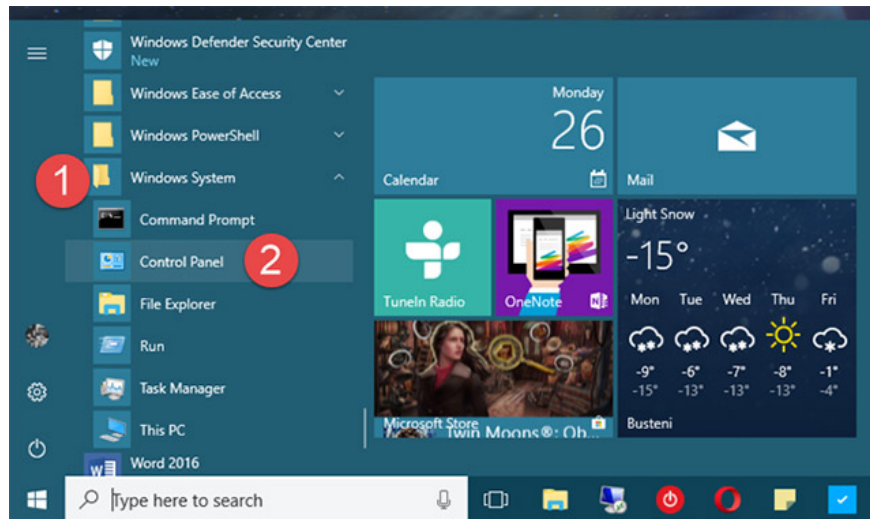 Windows Defender Security Center
New
Windows Ease of Access
Windows PowerShell
1
Windows System
Command Prompt
Control Panel
2
File Explorer
Run
Task Manager
This PC
Word 2016
Monday
26
Calendar
Mail
TuneIn Radio
OneNote
N
Light Snow
-15°
Mon Tue Wed Thu Fri
-9° -6° -7° -8° -1°
-15° -13° -13° -13° -4°
Busteni
Microsoft Store
Twin Moons®: Ob...
W
Type here to search